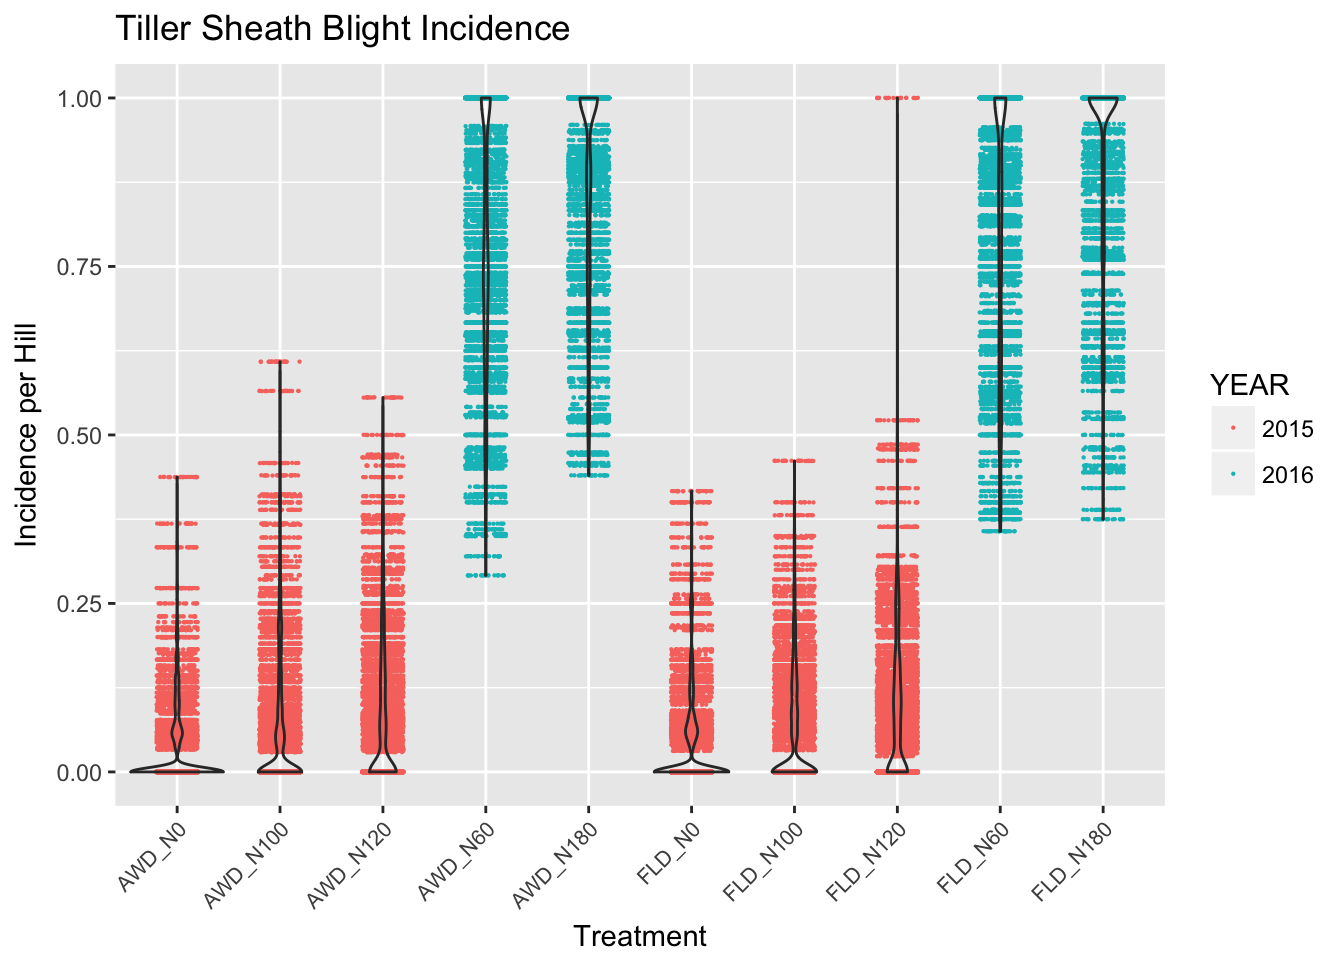 Tiller Sheath Blight Incidence
Incidence per Hill
1.00
0.75
0.50
0.25
0.00
AWD_N0
AWD_N100
AWD_N120
AWD_N60
AWD_N180
FLD_N0
FLD_N100
FLD_N120
FLD_N60
FLD_N180
Treatment
YEAR
2015
2016